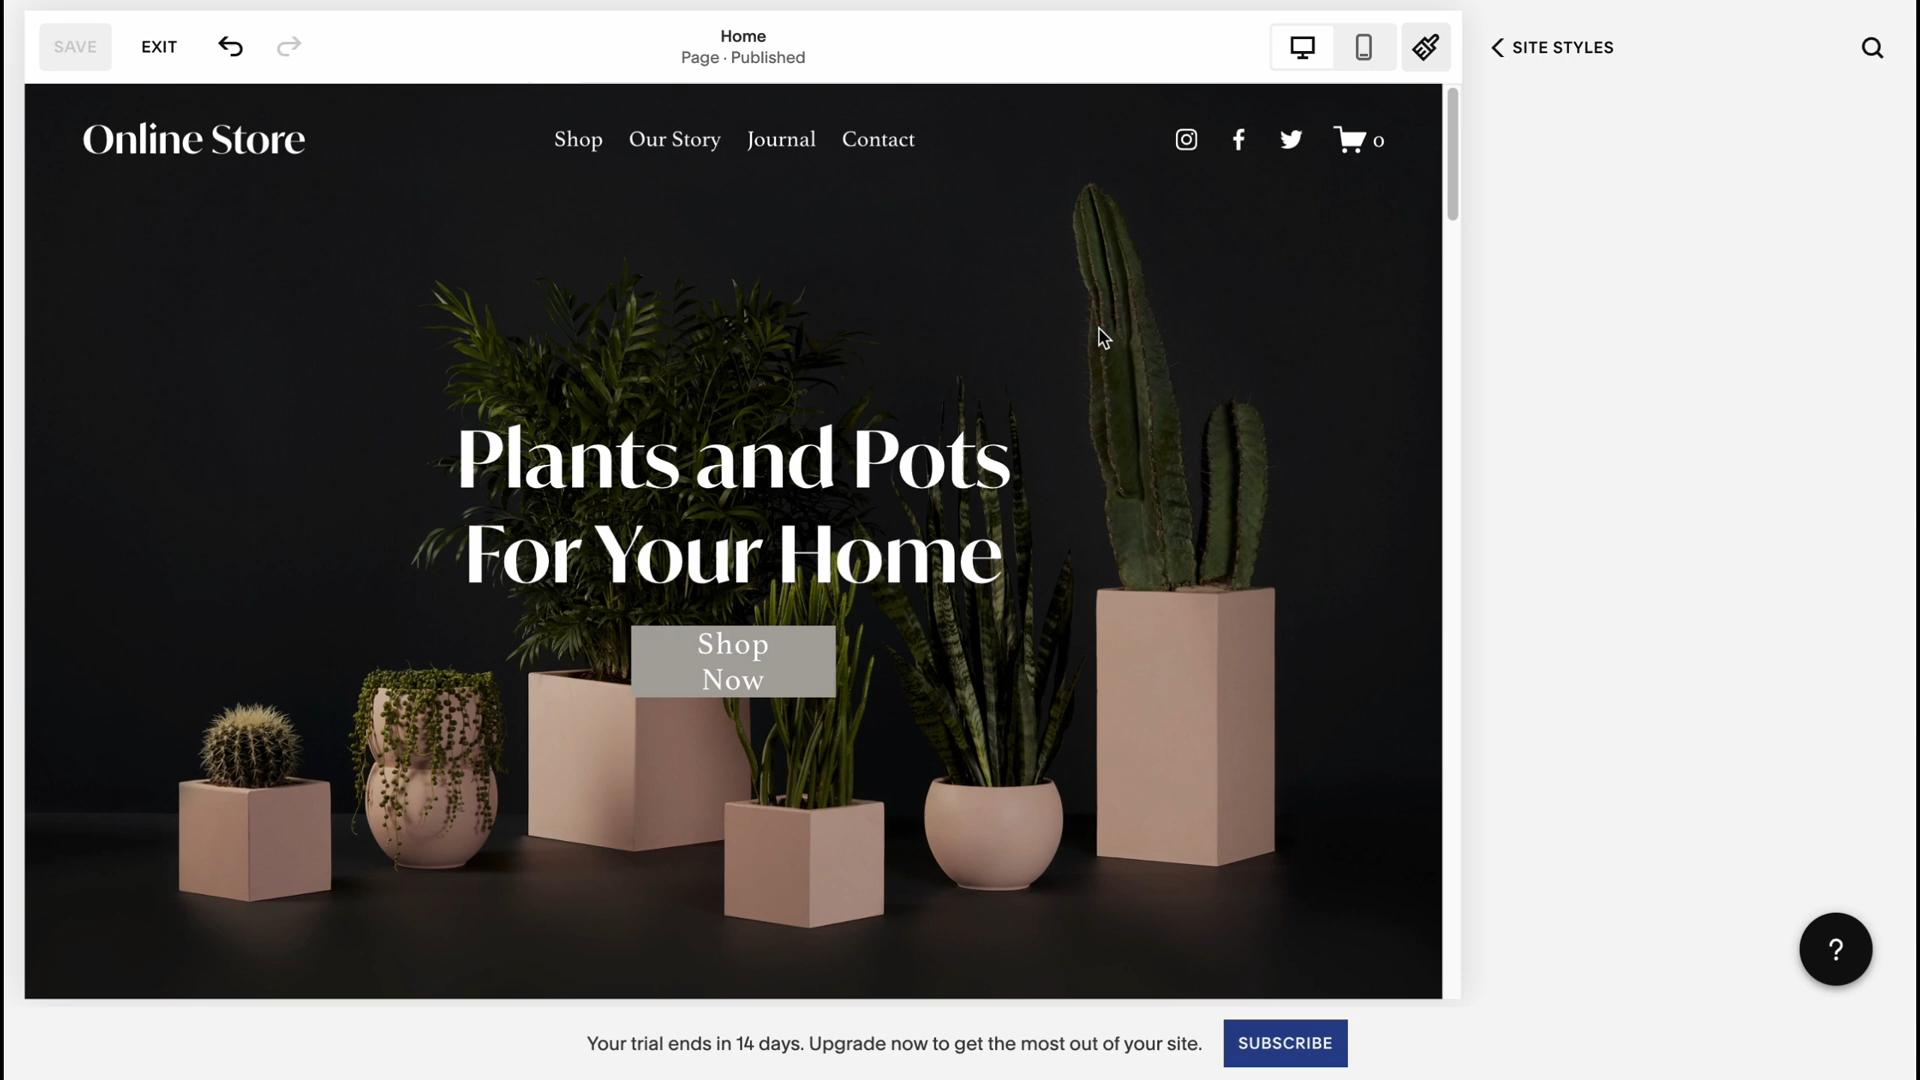 SAVE
EXIT
Home
Page · Published
SITE STYLES
Online Store
Shop
Our Story
Journal
Contact
0
Plants and Pots
For Your Home
Shop
Now
?
Your trial ends in 14 days. Upgrade now to get the most out of your site.
SUBSCRIBE